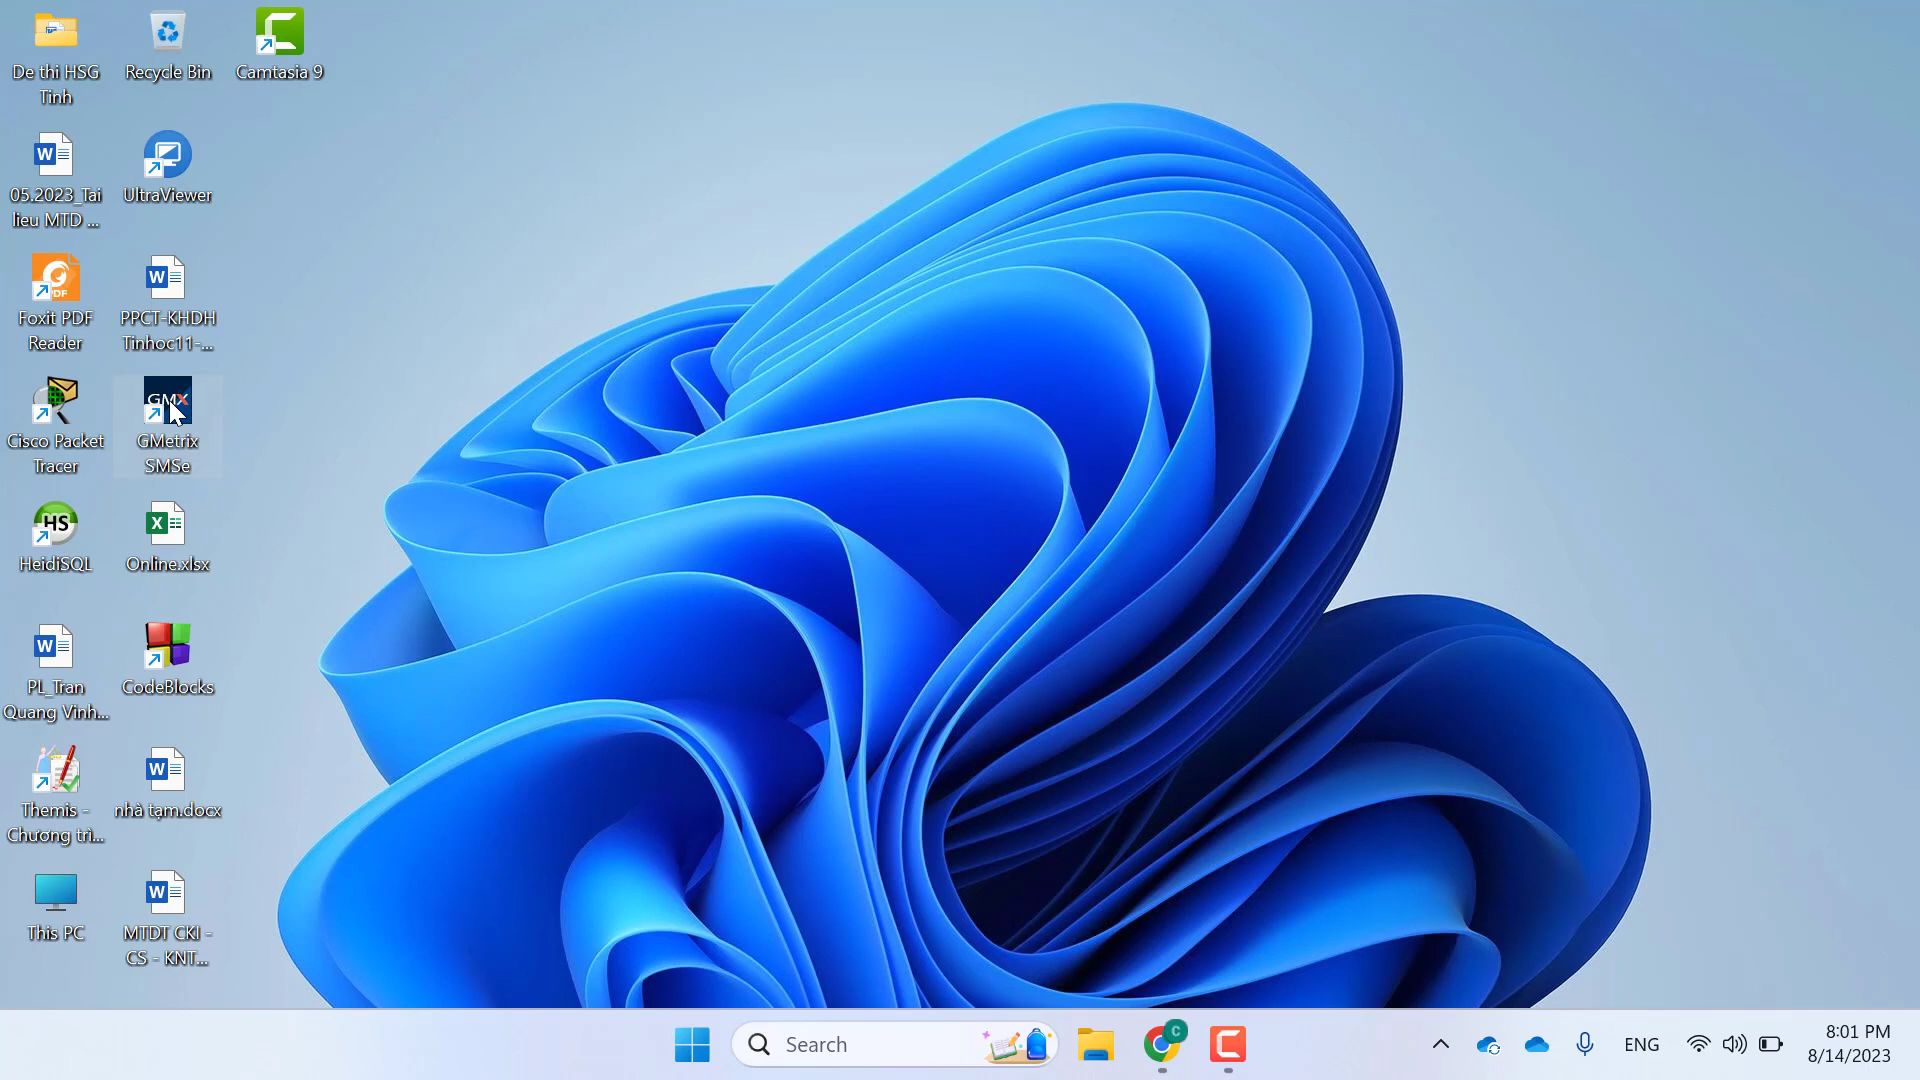 De thi HSG
Tinh
Recycle Bin
Camtasia 9
05.2023_Tai
lieu MTD ...
UltraViewer
Foxit PDF
Reader
PPCT-KHDH
Tinhoc11-...
Cisco Packet
Tracer
GMX
GMetrix
SMSe
HS
HeidiSQL
Online.xlsx
PL_Tran
Quang Vinh...
CodeBlocks
Themis -
Chương trì...
nhà tạm.docx
This PC
MTDT CKI -
CS - KNT...
Search
ENG
8:01 PM
8/14/2023